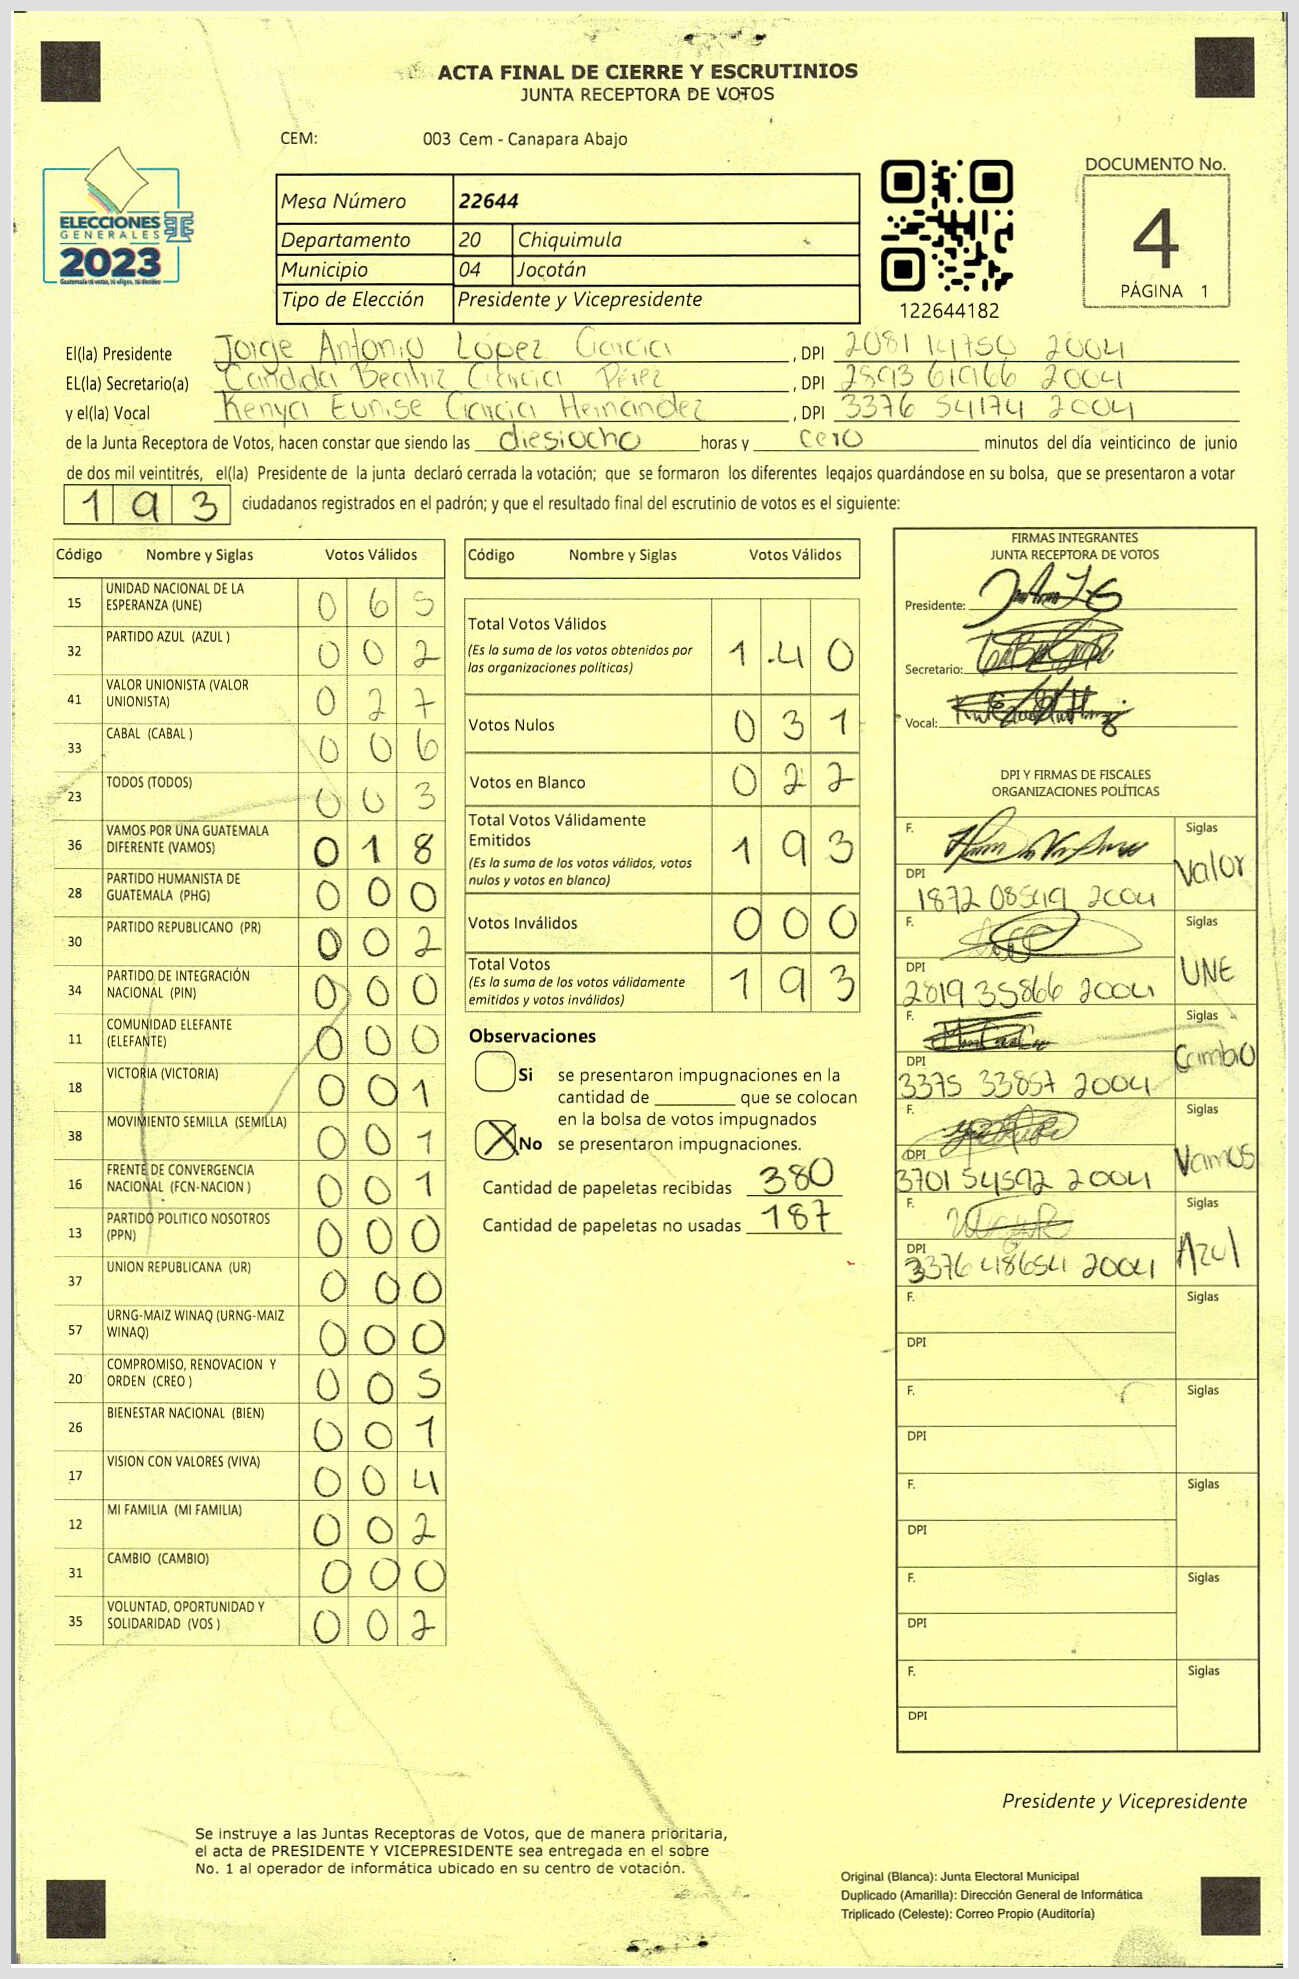 ACTA FINAL DE CIERRE Y ESCRUTINIOS
JUNTA RECEPTORA DE VOTOS
CEM: 003 Cem - Canapara Abajo
ELECCIONES
GENERALES
2023
Mesa Número 22644
Departamento 20 Chiquimula
Municipio 04 Jocotán
Tipo de Elección Presidente y Vicepresidente
122644182
DOCUMENTO No.
4
PÁGINA 1
El(la) Presidente Jorge Antonio López García , DPI 2081 14750 2004
EL(la) Secretario(a) Candida Beatriz García Pérez , DPI 2893 61966 2004
y el(la) Vocal Kenya Eunise García Hernández , DPI 3376 54174 2004
de la Junta Receptora de Votos, hacen constar que siendo las diesiocho horas y cero minutos del día veinticinco de junio
de dos mil veintitrés, el(la) Presidente de la junta declaró cerrada la votación; que se formaron los diferentes legajos guardándose en su bolsa, que se presentaron a votar
193 ciudadanos registrados en el padrón; y que el resultado final del escrutinio de votos es el siguiente:
Código Nombre y Siglas Votos Válidos
15 UNIDAD NACIONAL DE LA ESPERANZA (UNE) 0 6 5
32 PARTIDO AZUL (AZUL ) 0 0 2
41 VALOR UNIONISTA (VALOR UNIONISTA) 0 2 7
33 CABAL (CABAL ) 0 0 6
23 TODOS (TODOS) 0 0 3
36 VAMOS POR UNA GUATEMALA DIFERENTE (VAMOS) 0 1 8
28 PARTIDO HUMANISTA DE GUATEMALA (PHG) 0 0 0
30 PARTIDO REPUBLICANO (PR) 0 0 2
34 PARTIDO DE INTEGRACIÓN NACIONAL (PIN) 0 0 0
11 COMUNIDAD ELEFANTE (ELEFANTE) 0 0 0
18 VICTORIA (VICTORIA) 0 0 1
38 MOVIMIENTO SEMILLA (SEMILLA) 0 0 1
16 FRENTE DE CONVERGENCIA NACIONAL (FCN-NACION ) 0 0 1
13 PARTIDO POLITICO NOSOTROS (PPN) 0 0 0
37 UNION REPUBLICANA (UR) 0 0 0
57 URNG-MAIZ WINAQ (URNG-MAIZ WINAQ) 0 0 0
20 COMPROMISO, RENOVACION Y ORDEN (CREO ) 0 0 5
26 BIENESTAR NACIONAL (BIEN) 0 0 1
17 VISION CON VALORES (VIVA) 0 0 4
12 MI FAMILIA (MI FAMILIA) 0 0 2
31 CAMBIO (CAMBIO) 0 0 0
35 VOLUNTAD, OPORTUNIDAD Y SOLIDARIDAD (VOS ) 0 0 2
Código Nombre y Siglas Votos Válidos
Total Votos Válidos 1 4 0
(Es la suma de los votos obtenidos por
las organizaciones políticas)
Votos Nulos 0 3 1
Votos en Blanco 0 2 2
Total Votos Válidamente
Emitidos 1 9 3
(Es la suma de los votos válidos, votos
nulos y votos en blanco)
Votos Inválidos 0 0 0
Total Votos 1 9 3
(Es la suma de los votos válidamente
emitidos y votos inválidos)
Observaciones
Si se presentaron impugnaciones en la
cantidad de ________ que se colocan
en la bolsa de votos impugnados
X No se presentaron impugnaciones.
Cantidad de papeletas recibidas 380
Cantidad de papeletas no usadas 187
FIRMAS INTEGRANTES
JUNTA RECEPTORA DE VOTOS
Presidente:
Secretario:
Vocal:
DPI Y FIRMAS DE FISCALES
ORGANIZACIONES POLÍTICAS
F. Siglas
Valor
DPI
1872 08549 2004
F. Siglas
UNE
DPI
2819 35866 2004
F. Siglas
Cambio
DPI
3375 33857 2004
F. Siglas
Vamos
DPI
3701 54592 2004
F. Siglas
Azul
DPI
3376 48654 2004
F. Siglas
DPI
F. Siglas
DPI
F. Siglas
DPI
F. Siglas
DPI
F. Siglas
DPI
Presidente y Vicepresidente
Se instruye a las Juntas Receptoras de Votos, que de manera prioritaria,
el acta de PRESIDENTE Y VICEPRESIDENTE sea entregada en el sobre
No. 1 al operador de informática ubicado en su centro de votación.
Original (Blanca): Junta Electoral Municipal
Duplicado (Amarilla): Dirección General de Informática
Triplicado (Celeste): Correo Propio (Auditoría)